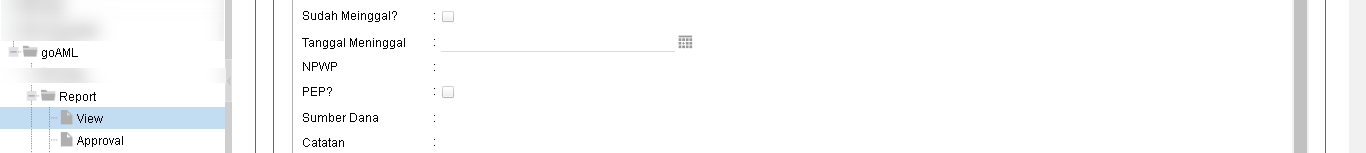 goAML
Report
View
Approval
Sudah Meinggal? :
Tanggal Meninggal :
NPWP :
PEP? :
Sumber Dana :
Catatan :